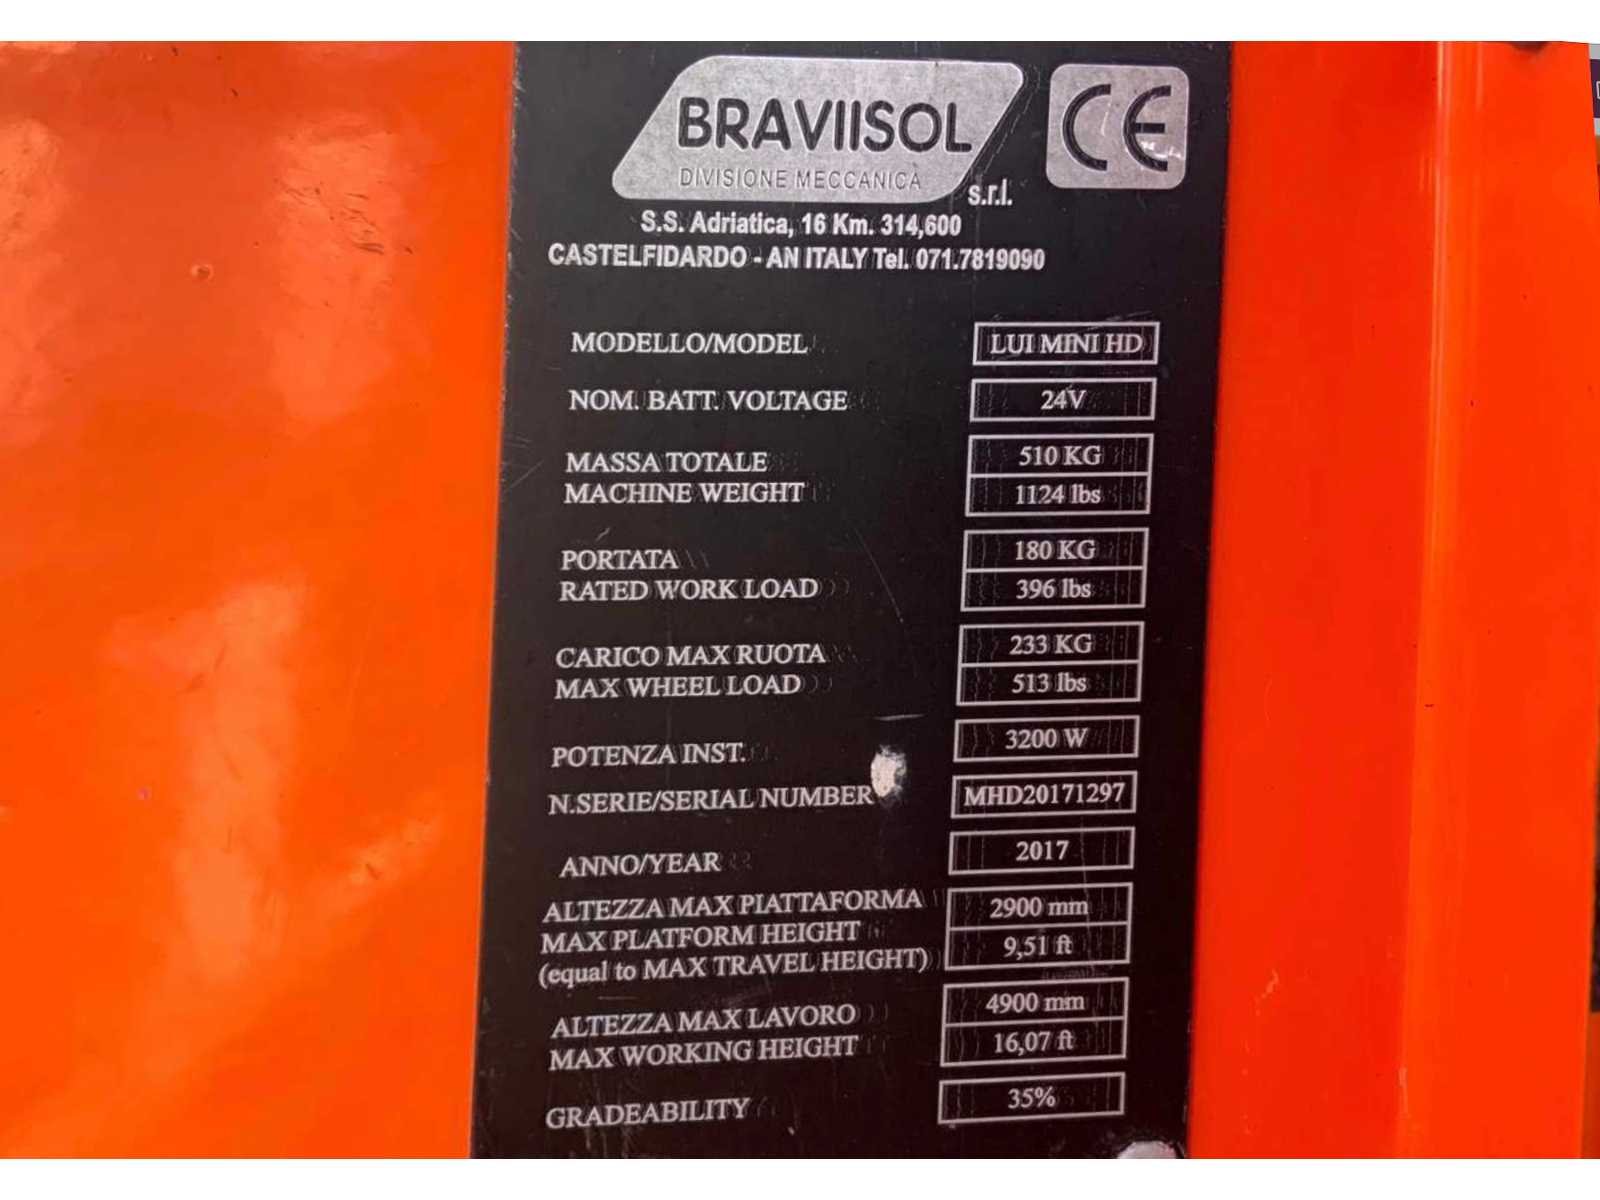 BRAVIISOL
DIVISIONE MECCANICA
s.r.l.
CE
S.S. Adriatica, 16 Km. 314,600
CASTELFIDARDO - AN ITALY Tel. 071.7819090
MODELLO/MODEL LUI MINI HD
NOM. BATT. VOLTAGE 24V
MASSA TOTALE 510 KG
MACHINE WEIGHT 1124 lbs
PORTATA 180 KG
RATED WORK LOAD 396 lbs
CARICO MAX RUOTA 233 KG
MAX WHEEL LOAD 513 lbs
POTENZA INST. 3200 W
N.SERIE/SERIAL NUMBER MHD20171297
ANNO/YEAR 2017
ALTEZZA MAX PIATTAFORMA 2900 mm
MAX PLATFORM HEIGHT 9,51 ft
(equal to MAX TRAVEL HEIGHT)
ALTEZZA MAX LAVORO 4900 mm
MAX WORKING HEIGHT 16,07 ft
GRADEABILITY 35%